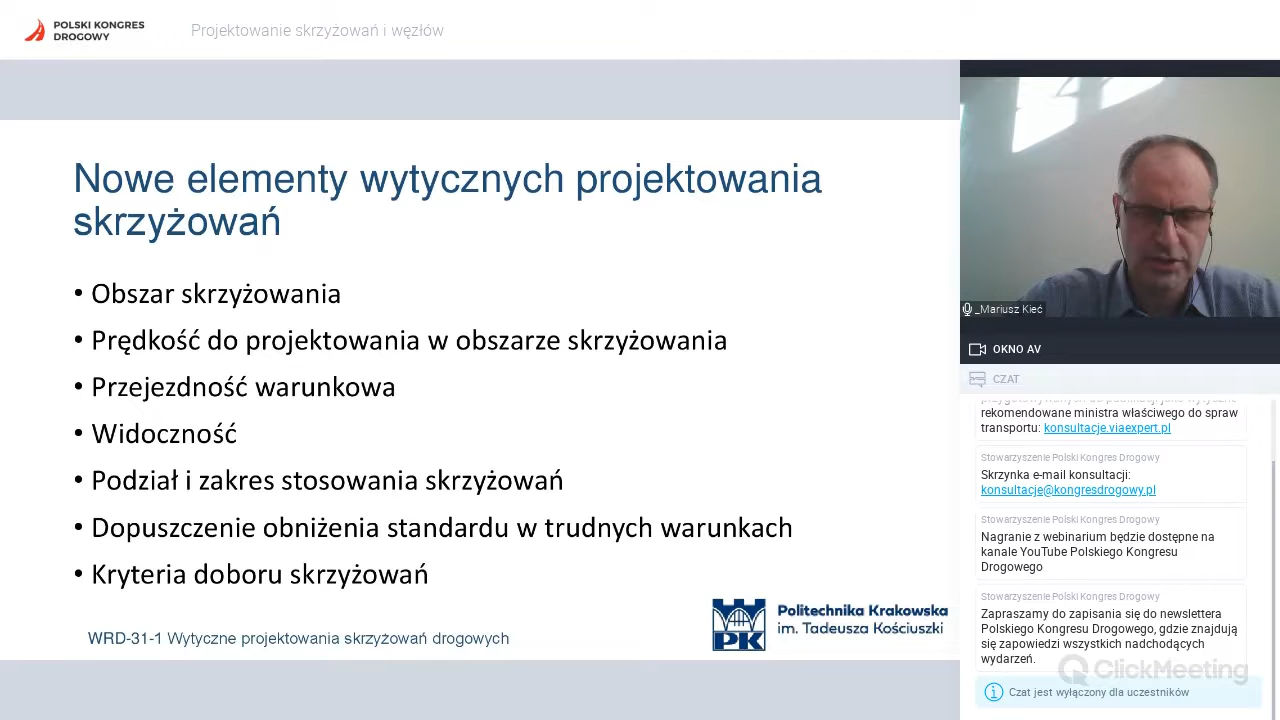 POLSKI KONGRES
DROGOWY
Projektowanie skrzyżowań i węzłów
Nowe elementy wytycznych projektowania
skrzyżowań
• Obszar skrzyżowania
• Prędkość do projektowania w obszarze skrzyżowania
• Przejezdność warunkowa
• Widoczność
• Podział i zakres stosowania skrzyżowań
• Dopuszczenie obniżenia standardu w trudnych warunkach
• Kryteria doboru skrzyżowań
WRD-31-1 Wytyczne projektowania skrzyżowań drogowych
PK
Politechnika Krakowska
im. Tadeusza Kościuszki
_Mariusz Kieć
OKNO AV
CZAT
rekomendowane ministra właściwego do spraw
transportu: konsultacje.viaexpert.pl
Stowarzyszenie Polski Kongres Drogowy
Skrzynka e-mail konsultacji:
konsultacje@kongresdrogowy.pl
Stowarzyszenie Polski Kongres Drogowy
Nagranie z webinarium będzie dostępne na
kanale YouTube Polskiego Kongresu
Drogowego
Stowarzyszenie Polski Kongres Drogowy
Zapraszamy do zapisania się do newslettera
Polskiego Kongresu Drogowego, gdzie znajdują
się zapowiedzi wszystkich nadchodzących
wydarzeń.
ClickMeeting
Czat jest wyłączony dla uczestników